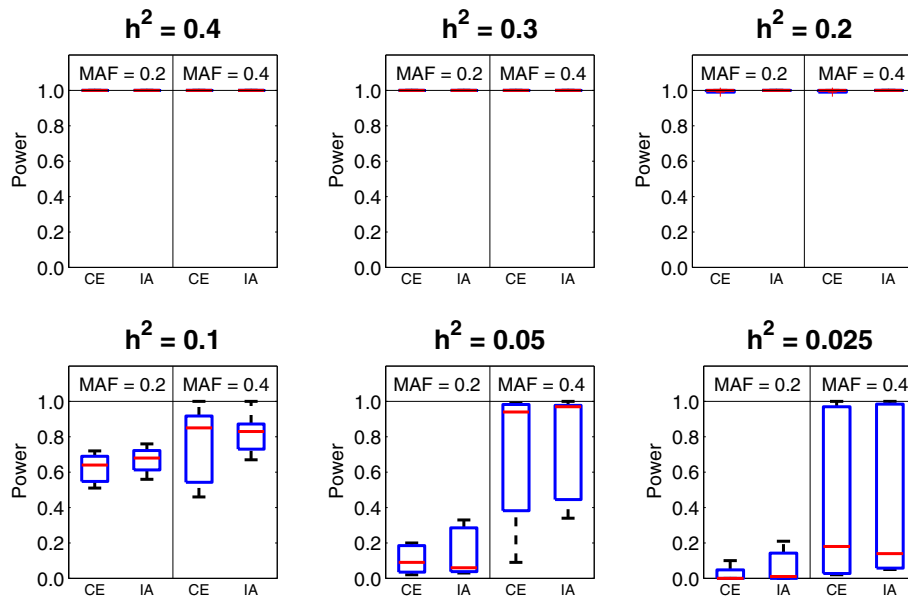 h² = 0.4
MAF = 0.2 MAF = 0.4
1.0
0.8
0.6
0.4
0.2
0.0
Power
CE IA CE IA
h² = 0.3
MAF = 0.2 MAF = 0.4
1.0
0.8
0.6
0.4
0.2
0.0
Power
CE IA CE IA
h² = 0.2
MAF = 0.2 MAF = 0.4
1.0
0.8
0.6
0.4
0.2
0.0
Power
CE IA CE IA
h² = 0.1
MAF = 0.2 MAF = 0.4
1.0
0.8
0.6
0.4
0.2
0.0
Power
CE IA CE IA
h² = 0.05
MAF = 0.2 MAF = 0.4
1.0
0.8
0.6
0.4
0.2
0.0
Power
CE IA CE IA
h² = 0.025
MAF = 0.2 MAF = 0.4
1.0
0.8
0.6
0.4
0.2
0.0
Power
CE IA CE IA